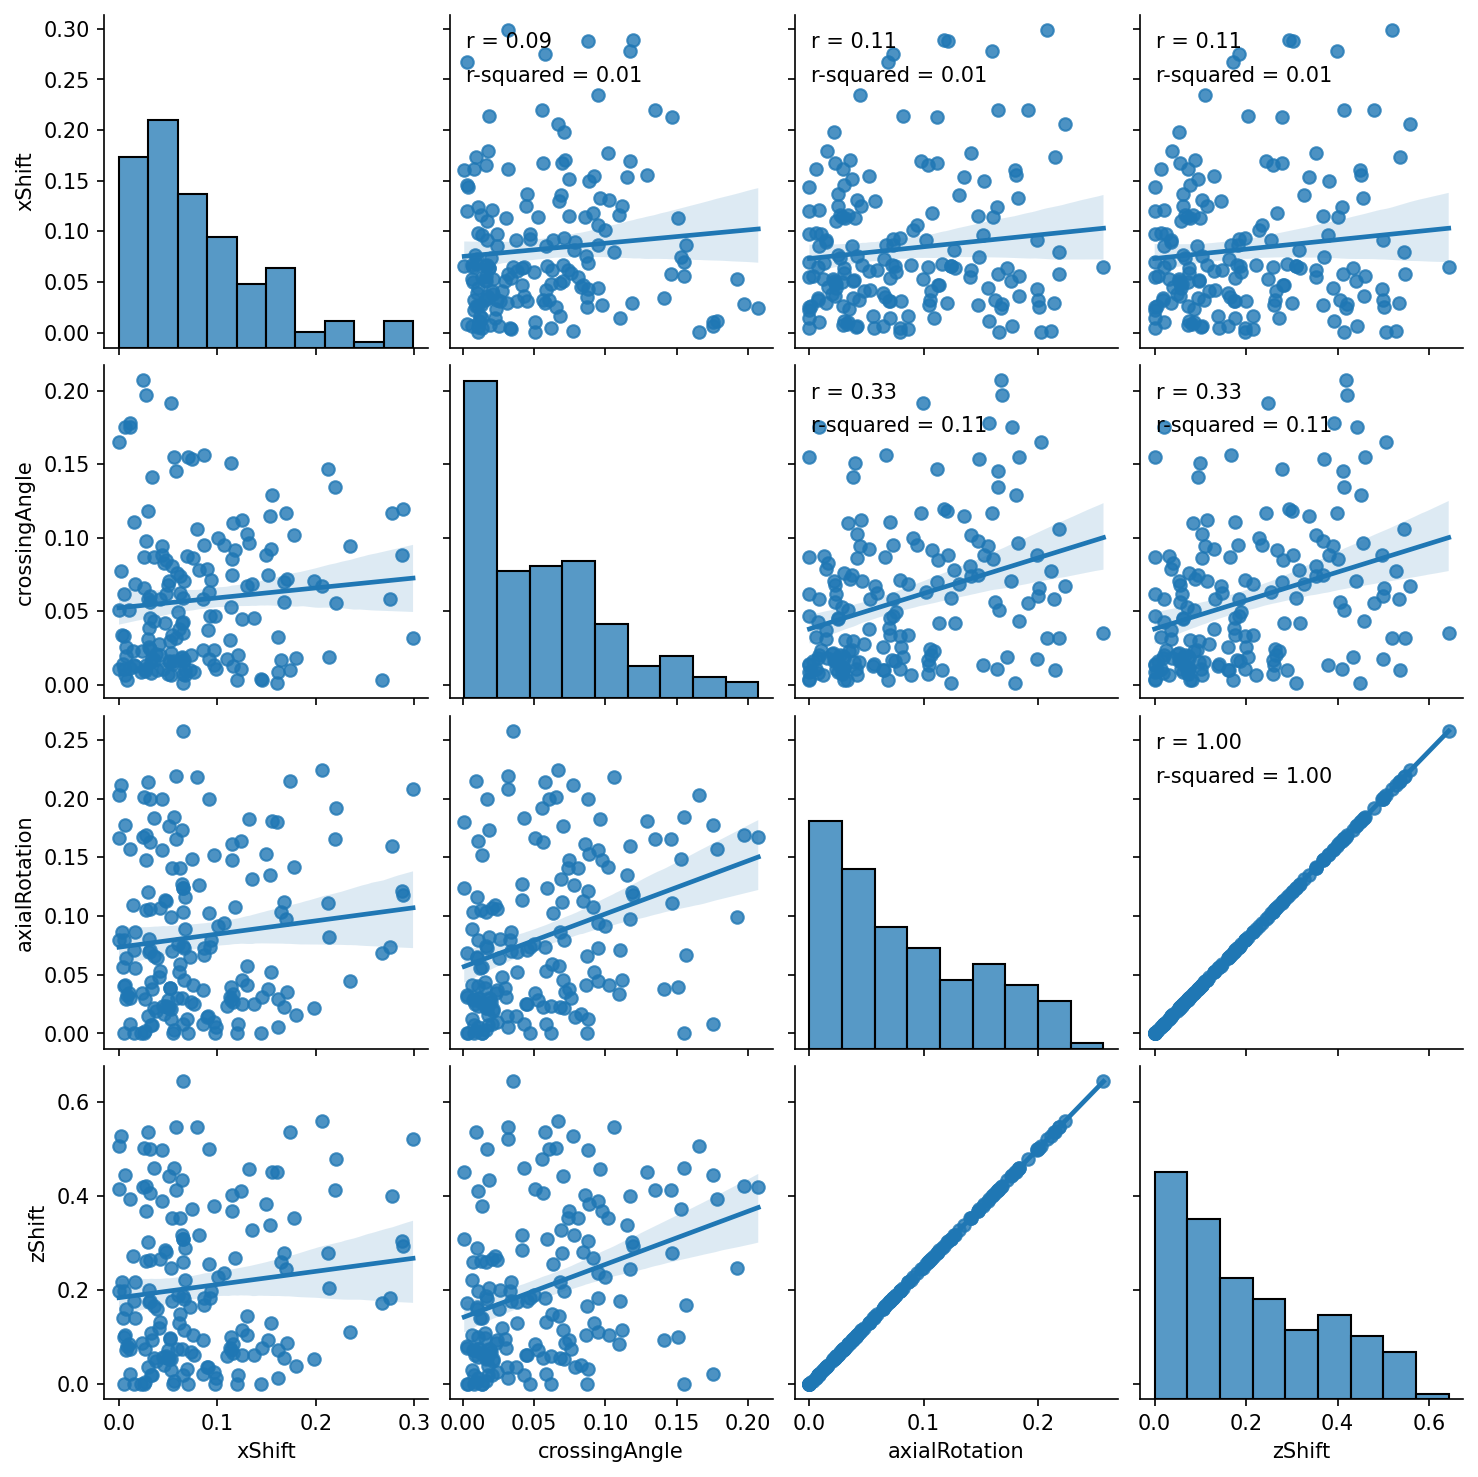 0.30
0.25
0.20
0.15
0.10
0.05
0.00
xShift
r = 0.09
r-squared = 0.01
r = 0.11
r-squared = 0.01
r = 0.11
r-squared = 0.01
0.20
0.15
0.10
0.05
0.00
crossingAngle
r = 0.33
r-squared = 0.11
r = 0.33
r-squared = 0.11
0.25
0.20
0.15
0.10
0.05
0.00
axialRotation
r = 1.00
r-squared = 1.00
0.6
0.4
0.2
0.0
zShift
0.0 0.1 0.2 0.3
xShift
0.00 0.05 0.10 0.15 0.20
crossingAngle
0.0 0.1 0.2
axialRotation
0.0 0.2 0.4 0.6
zShift